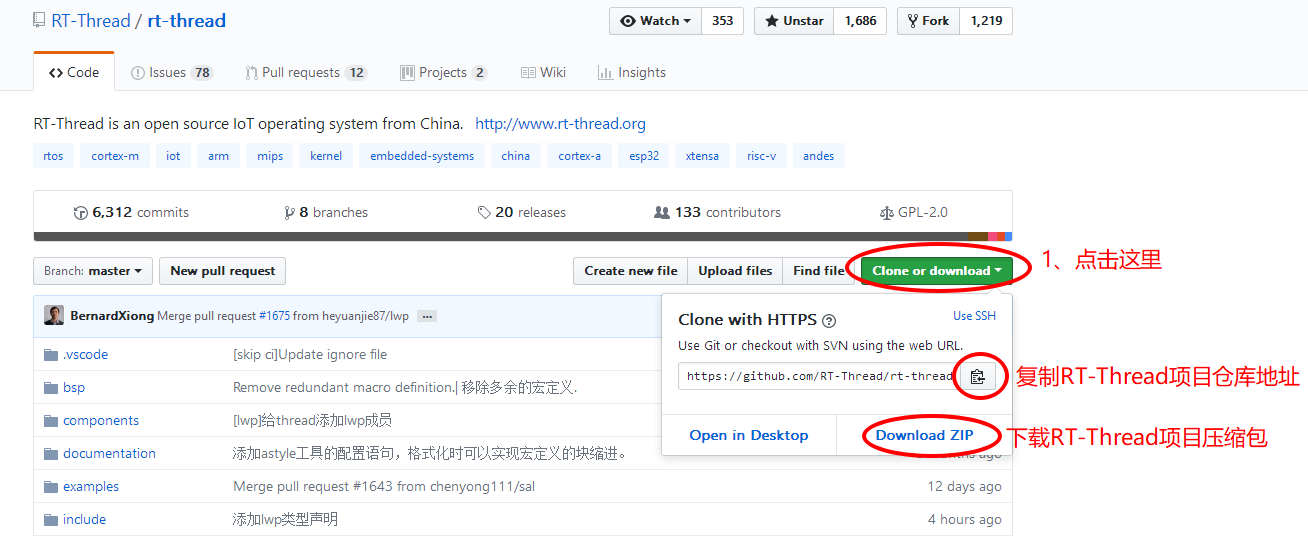 RT-Thread / rt-thread
Watch 353 Unstar 1,686 Fork 1,219
Code Issues 78 Pull requests 12 Projects 2 Wiki Insights
RT-Thread is an open source IoT operating system from China. http://www.rt-thread.org
rtos cortex-m iot arm mips kernel embedded-systems china cortex-a esp32 xtensa risc-v andes
6,312 commits 8 branches 20 releases 133 contributors GPL-2.0
Branch: master New pull request Create new file Upload files Find file Clone or download 1、点击这里
BernardXiong Merge pull request #1675 from heyuanjie87/lwp ...
Clone with HTTPS ? Use SSH
Use Git or checkout with SVN using the web URL.
https://github.com/RT-Thread/rt-thread 复制RT-Thread项目仓库地址
Open in Desktop Download ZIP 下载RT-Thread项目压缩包
.vscode [skip ci]Update ignore file
bsp Remove redundant macro definition.| 移除多余的宏定义.
components [lwp]给thread添加lwp成员
documentation 添加astyle工具的配置语句，格式化时可以实现宏定义的块缩进。 ago
examples Merge pull request #1643 from chenyong111/sal 12 days ago
include 添加lwp类型声明 4 hours ago